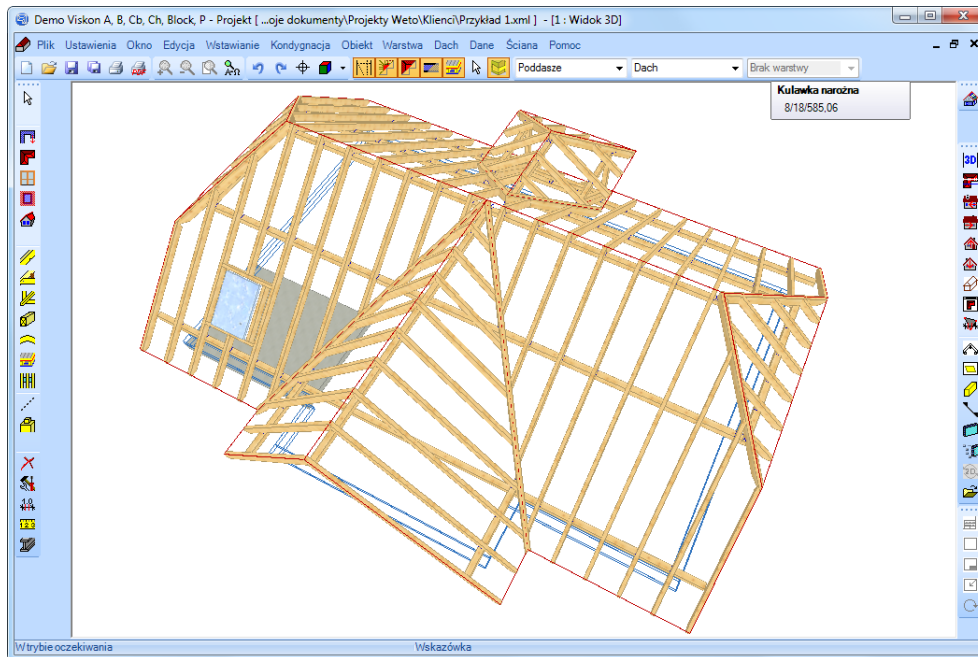 Demo Viskon A, B, Cb, Ch, Block, P - Projekt [ ...oje dokumenty\Projekty Weto\Klienci\Przykład 1.xml ] - [1 : Widok 3D]
Plik Ustawienia Okno Edycja Wstawianie Kondygnacja Obiekt Warstwa Dach Dane Ściana Pomoc
Poddasze Dach Brak warstwy
Kulawka narożna
8/18/585,06
3D
W trybie oczekiwania Wskazówka